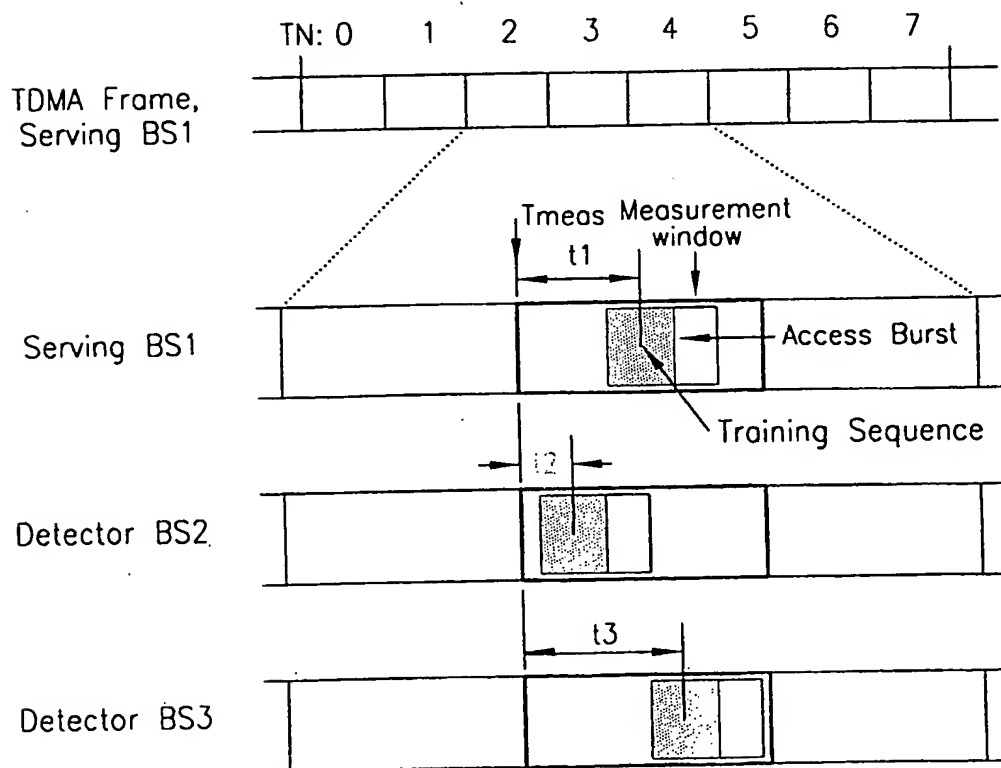 TN: 0 1 2 3 4 5 6 7
TDMA Frame,
Serving BS1
Tmeas Measurement
window
t1
Serving BS1
Access Burst
Training Sequence
t2
Detector BS2
t3
Detector BS3